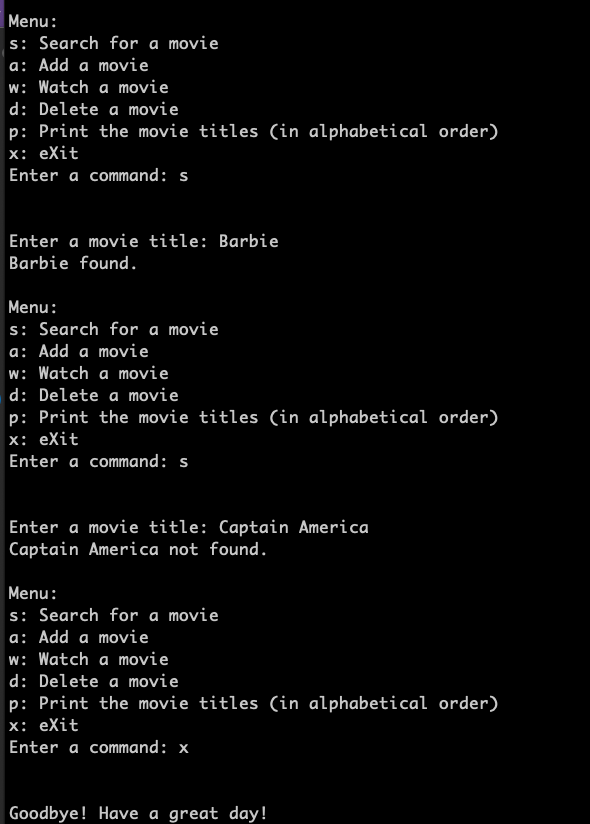 Menu:
s: Search for a movie
a: Add a movie
w: Watch a movie
d: Delete a movie
p: Print the movie titles (in alphabetical order)
x: eXit
Enter a command: s
Enter a movie title: Barbie
Barbie found.
Menu:
s: Search for a movie
a: Add a movie
w: Watch a movie
d: Delete a movie
p: Print the movie titles (in alphabetical order)
x: eXit
Enter a command: s
Enter a movie title: Captain America
Captain America not found.
Menu:
s: Search for a movie
a: Add a movie
w: Watch a movie
d: Delete a movie
p: Print the movie titles (in alphabetical order)
x: eXit
Enter a command: x
Goodbye! Have a great day!